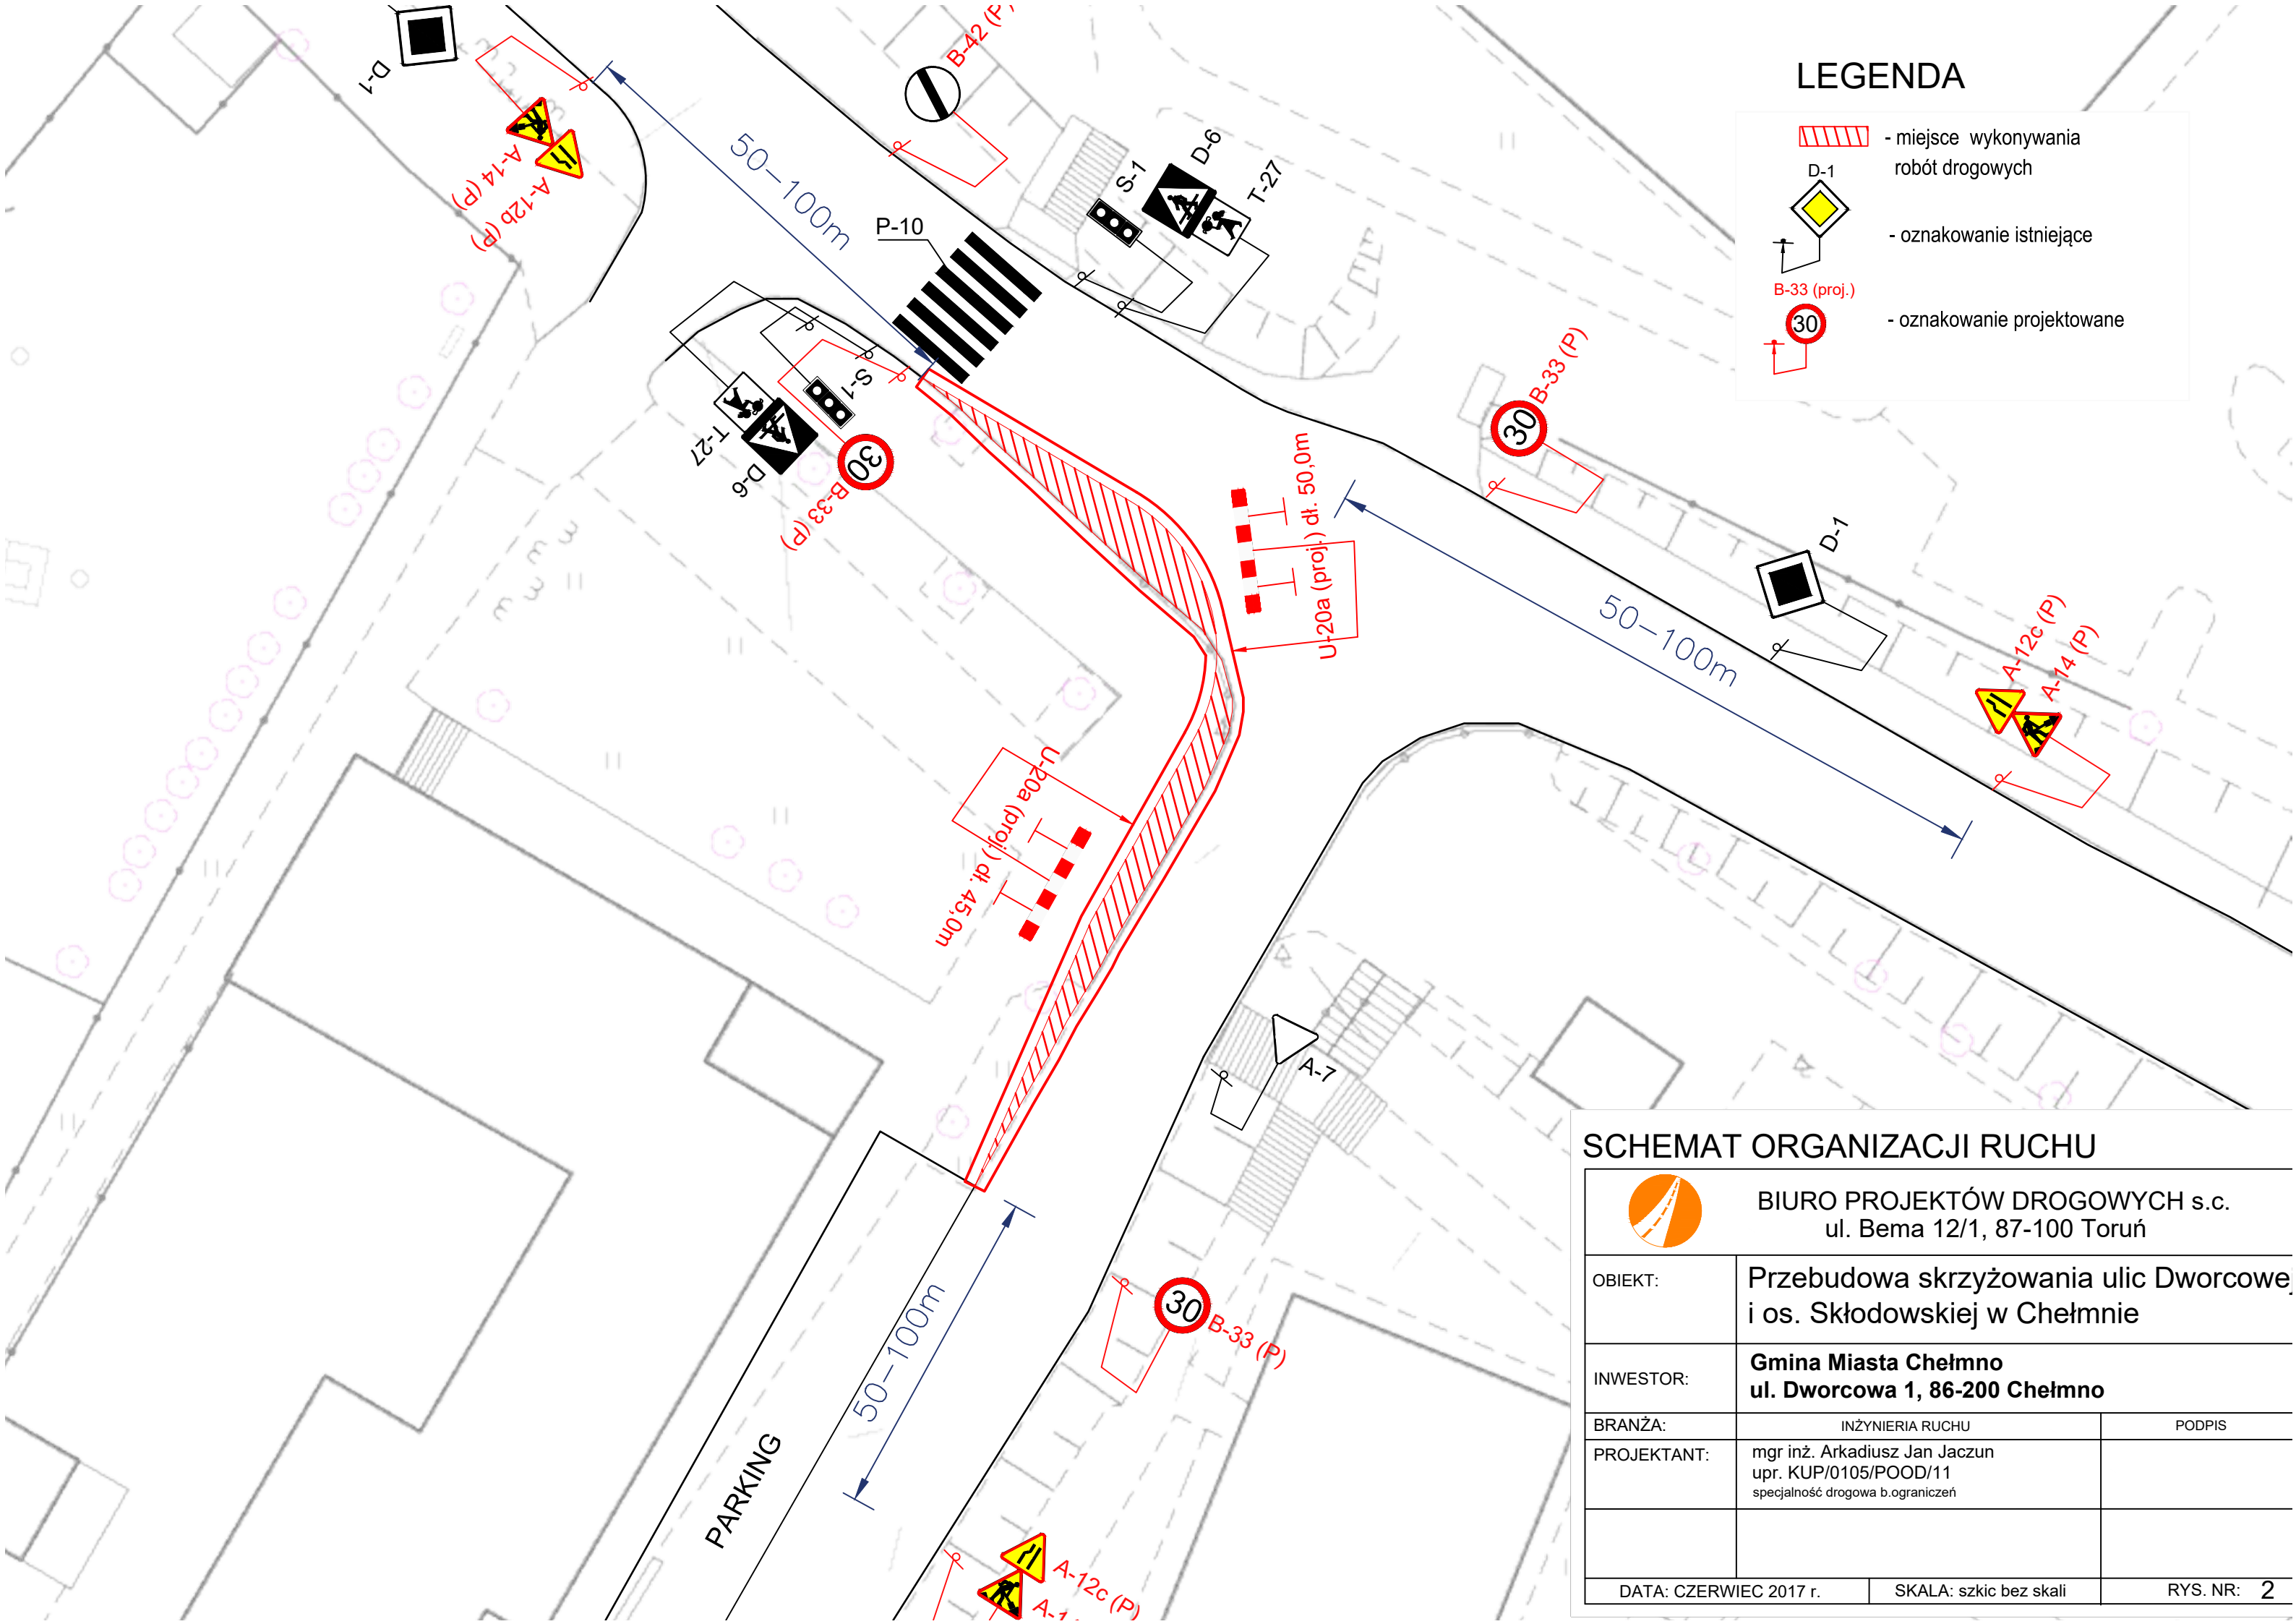 D-1
A-14 (P)
A-12b (P)
50-100m
B-42 (P)
P-10
S-1
D-6
T-27
T-27
D-6
S-1
30
B-33 (P)
30
B-33 (P)
U-20a (proj.) dł. 50,0m
50-100m
D-1
A-12c (P)
A-14 (P)
U-20a (proj.) dł. 45,0m
A-7
30
B-33 (P)
50-100m
PARKING
A-12c (P)
LEGENDA
- miejsce wykonywania
robót drogowych
D-1
- oznakowanie istniejące
B-33 (proj.)
30
- oznakowanie projektowane
SCHEMAT ORGANIZACJI RUCHU
BIURO PROJEKTÓW DROGOWYCH s.c.
ul. Bema 12/1, 87-100 Toruń
OBIEKT:
Przebudowa skrzyżowania ulic Dworcowej
i os. Skłodowskiej w Chełmnie
INWESTOR:
Gmina Miasta Chełmno
ul. Dworcowa 1, 86-200 Chełmno
BRANŻA:
INŻYNIERIA RUCHU
PODPIS
PROJEKTANT:
mgr inż. Arkadiusz Jan Jaczun
upr. KUP/0105/POOD/11
specjalność drogowa b.ograniczeń
DATA: CZERWIEC 2017 r.
SKALA: szkic bez skali
RYS. NR: 2